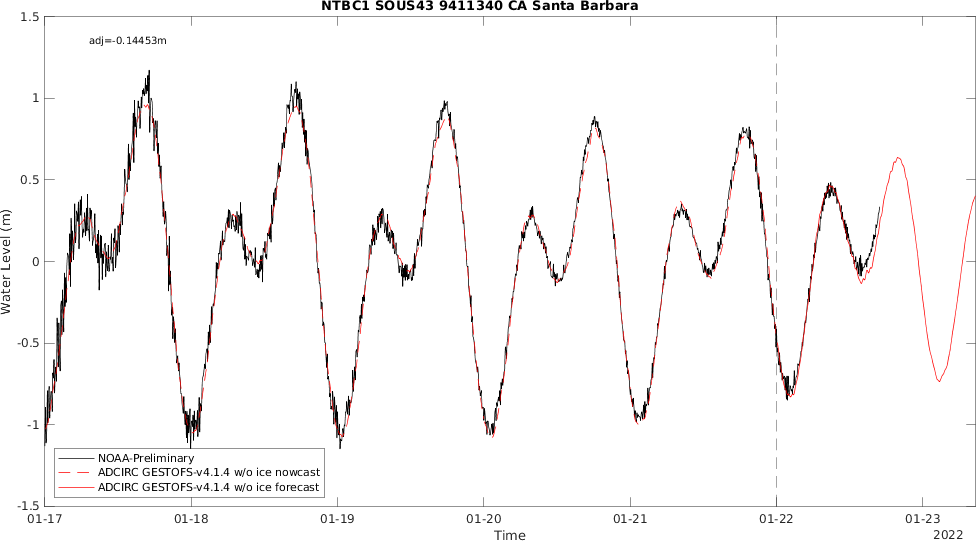 NTBC1 SOUS43 9411340 CA Santa Barbara
adj=-0.14453m
1.5
1
0.5
0
-0.5
-1
-1.5
Water Level (m)
NOAA-Preliminary
ADCIRC GESTOFS-v4.1.4 w/o ice nowcast
ADCIRC GESTOFS-v4.1.4 w/o ice forecast
01-17 01-18 01-19 01-20 01-21 01-22 01-23
Time
2022